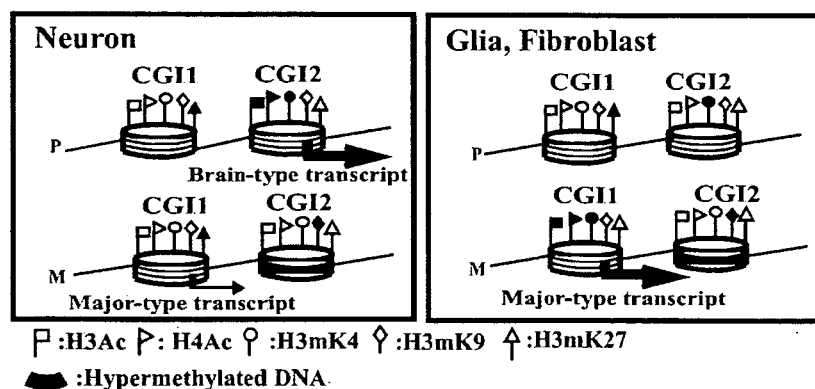 Neuron
CGI1 CGI2
P
Brain-type transcript
CGI1 CGI2
M
Major-type transcript
Glia, Fibroblast
CGI1 CGI2
P
CGI1 CGI2
M
Major-type transcript
:H3Ac :H4Ac :H3mK4 :H3mK9 :H3mK27
:Hypermethylated DNA